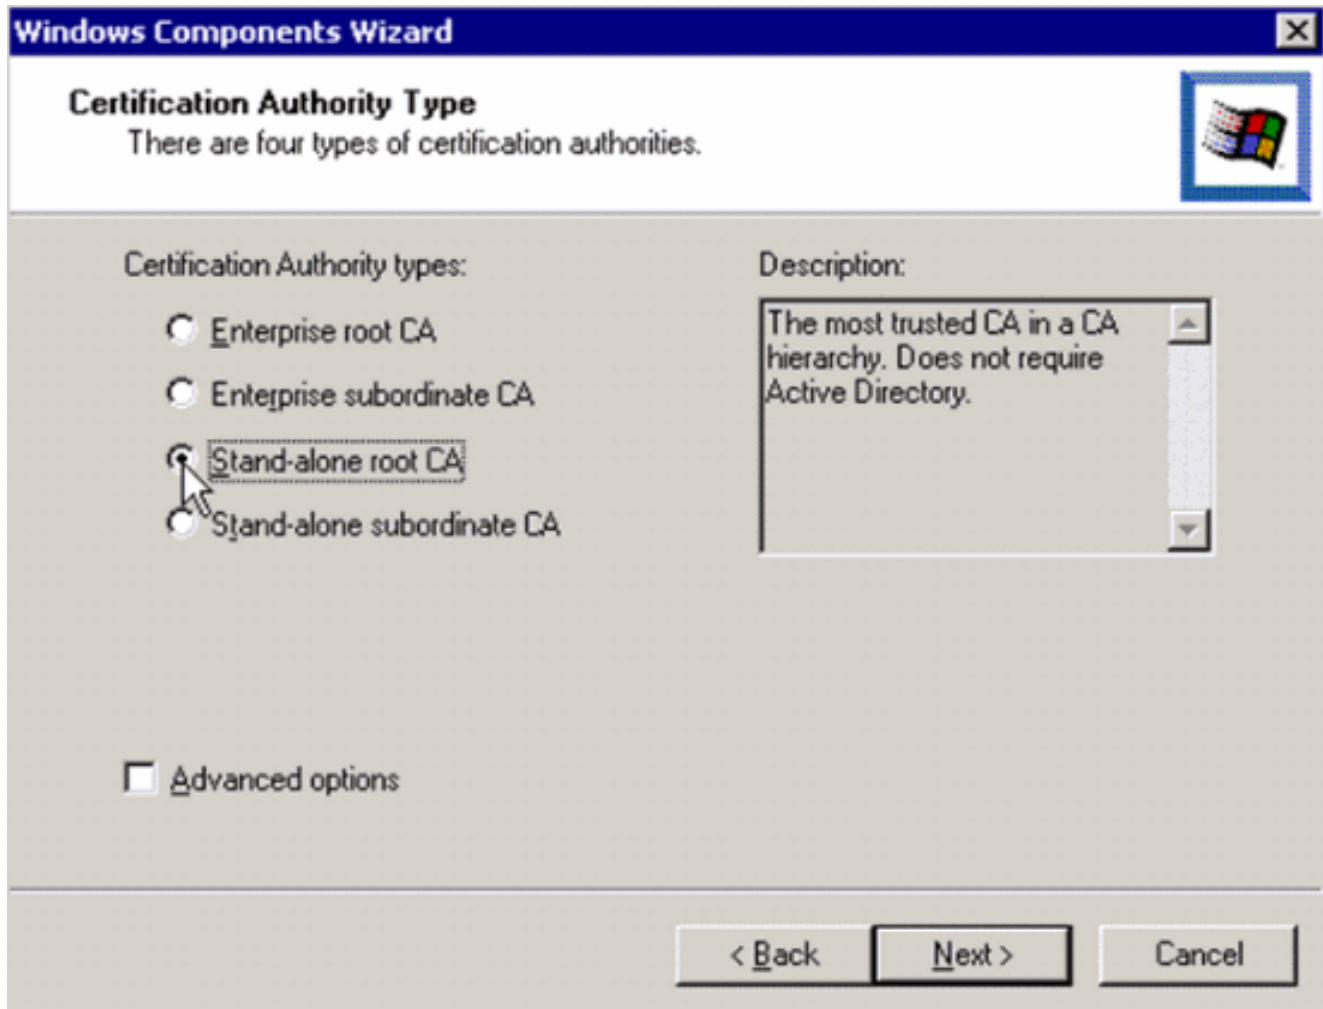 Windows Components Wizard
Certification Authority Type
There are four types of certification authorities.
Certification Authority types:
Enterprise root CA
Enterprise subordinate CA
Stand-alone root CA
Stand-alone subordinate CA
Description:
The most trusted CA in a CA
hierarchy. Does not require
Active Directory.
Advanced options
< Back
Next >
Cancel